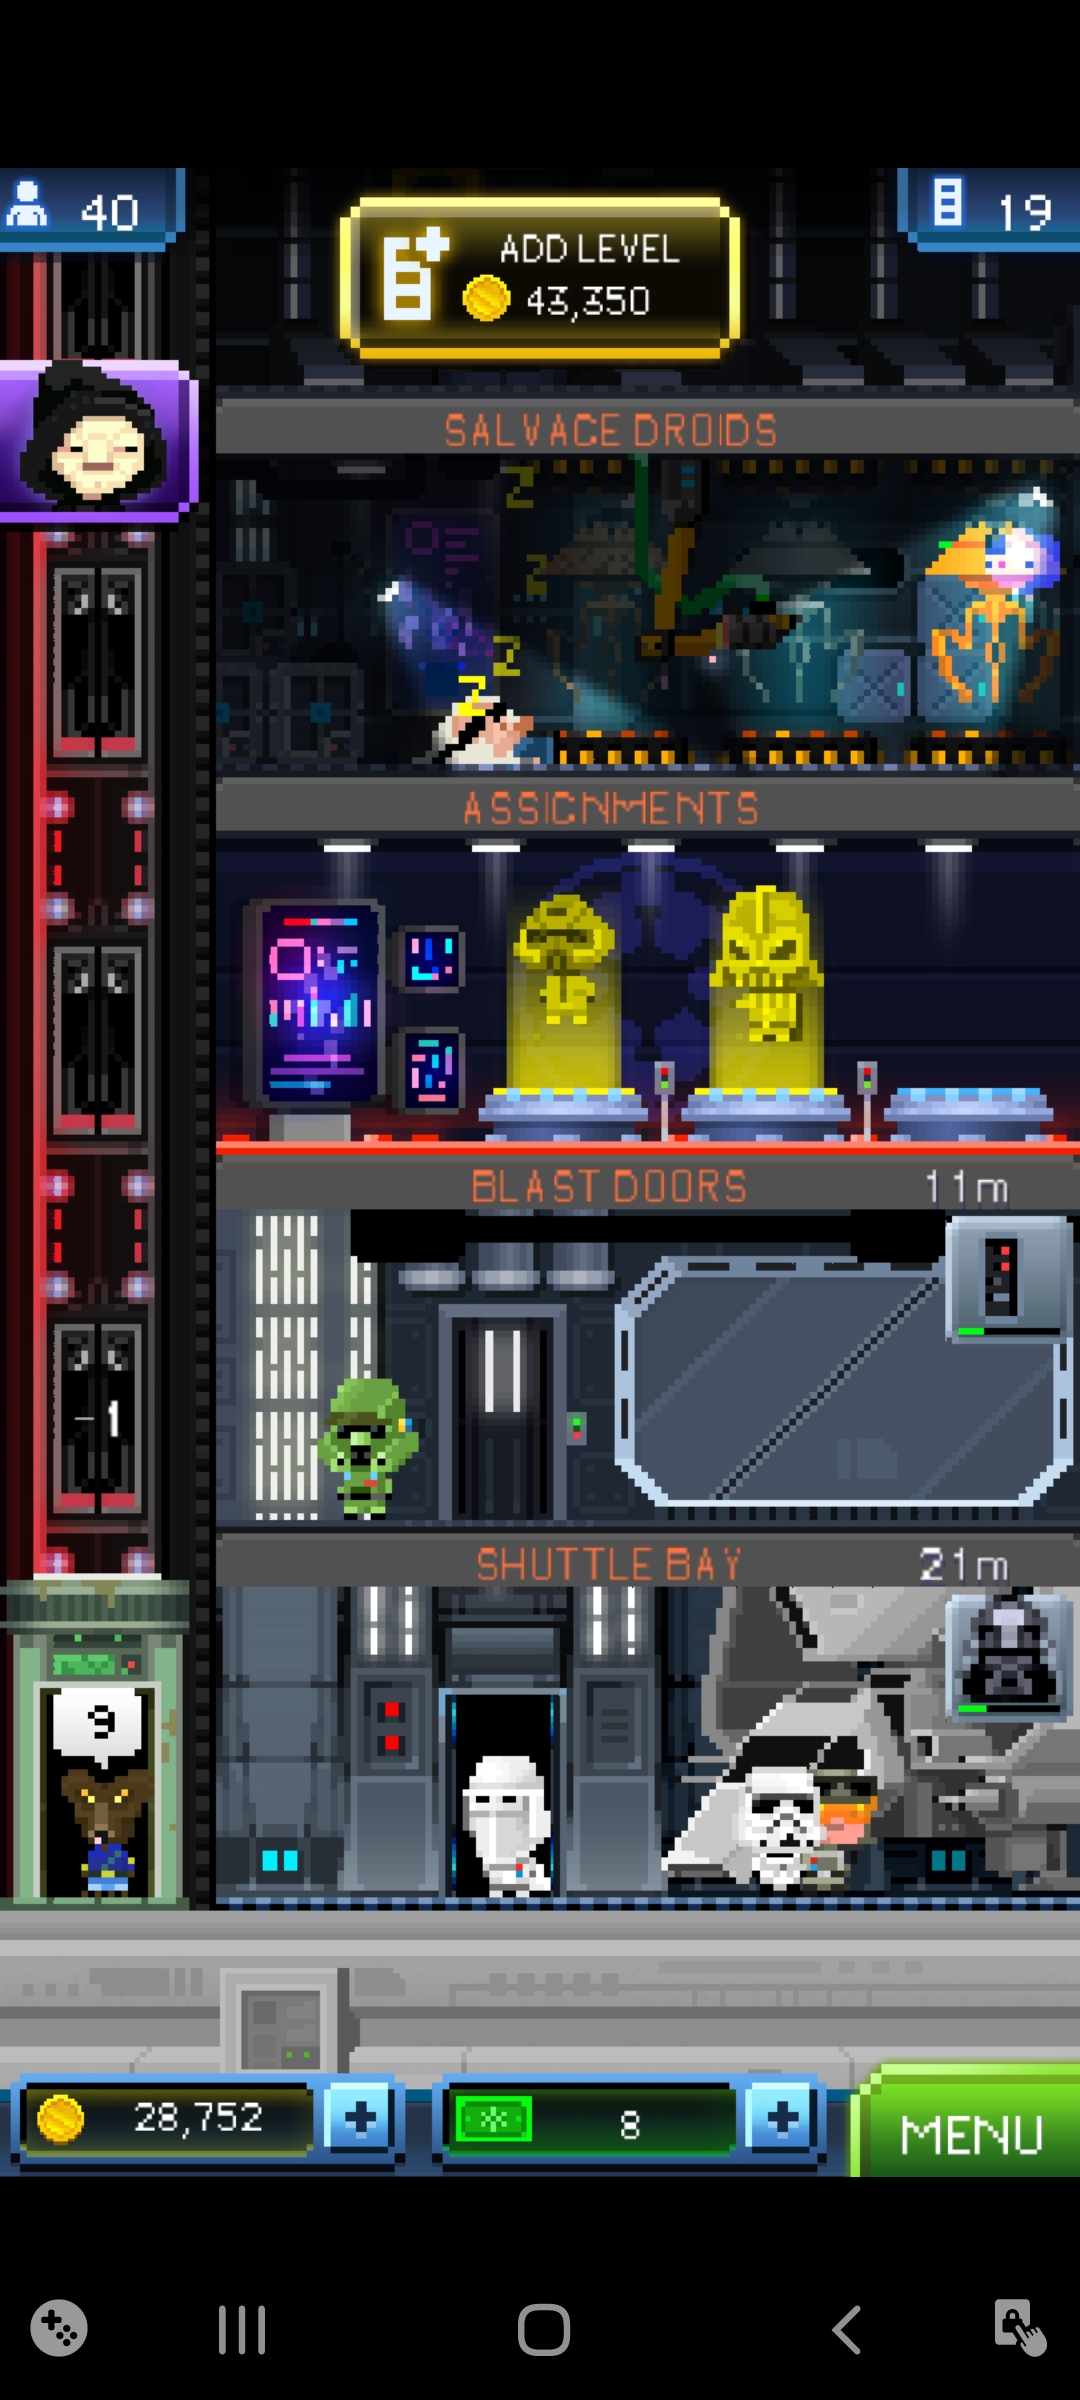 40
ADD LEVEL
43,350
19
SALVAGE DROIDS
Z
Z
Z
Z
ASSIGNMENTS
BLAST DOORS 11m
-1
SHUTTLE BAY 21m
9
28,752
8
MENU